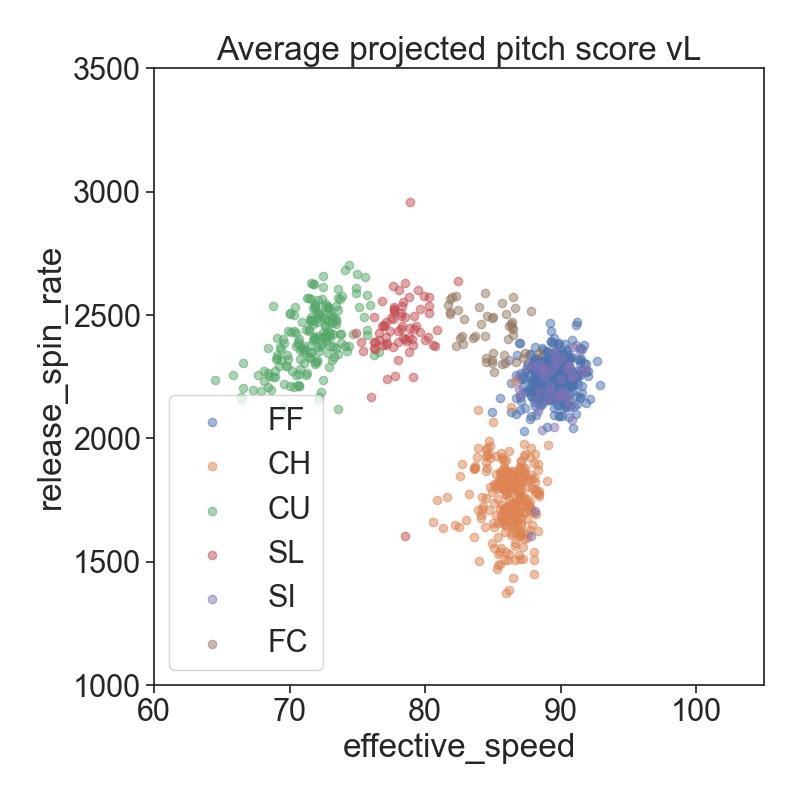 Average projected pitch score vL
3500
3000
2500
2000
1500
1000
release_spin_rate
FF
CH
CU
SL
SI
FC
60
70
80
90
100
effective_speed